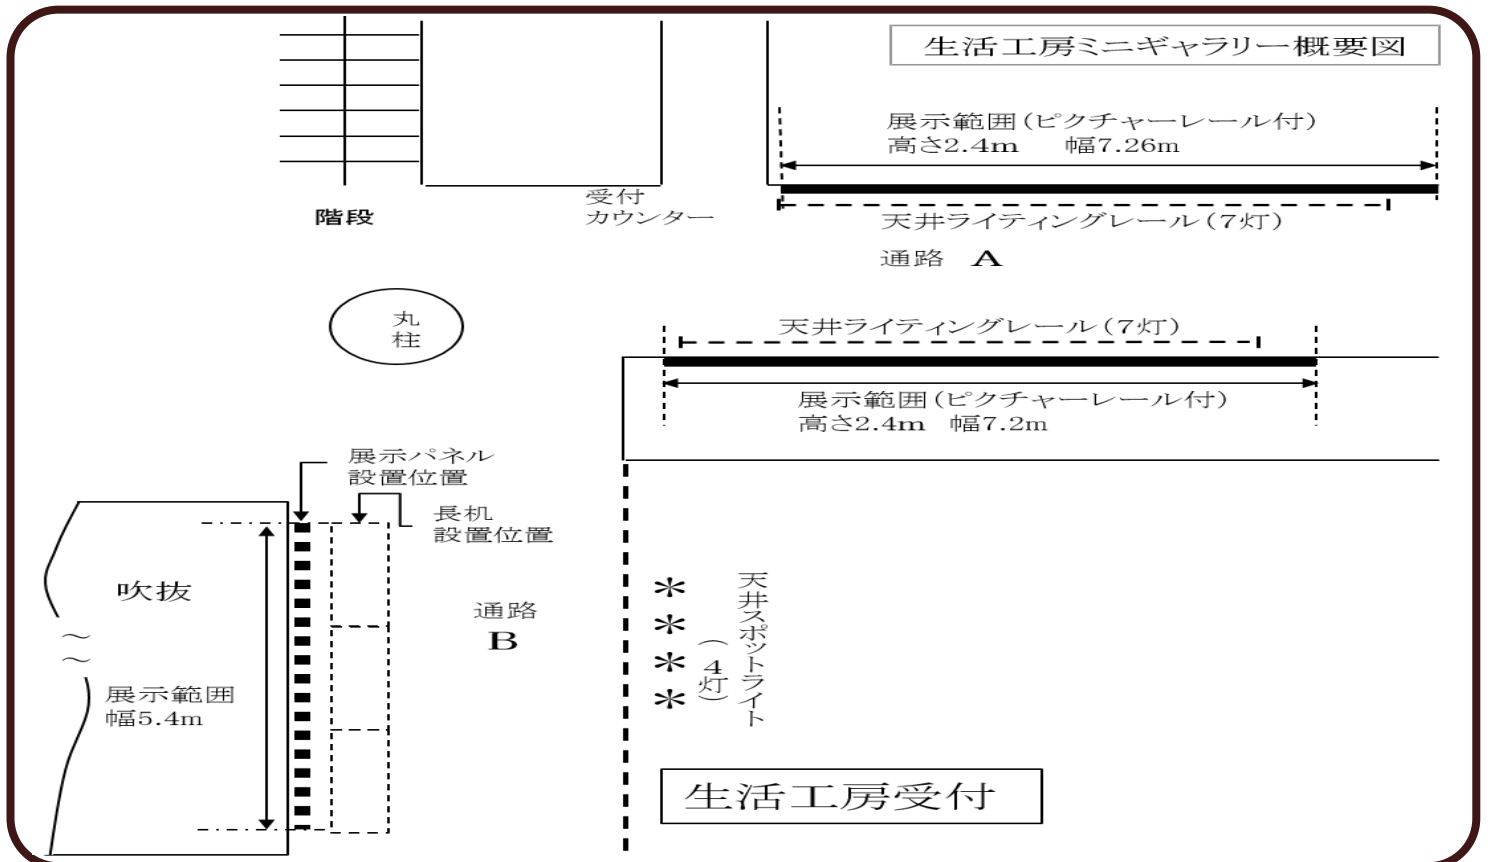 生活工房ミニギャラリー概要図
展示範囲(ピクチャーレール付)
高さ2.4m 幅7.26m
階段
受付
カウンター
天井ライティングレール(7灯)
通路 A
丸
柱
天井ライティングレール(7灯)
展示範囲(ピクチャーレール付)
高さ2.4m 幅7.2m
展示パネル
設置位置
長机
設置位置
吹抜
通路
B
天井スポットライト
(4灯)
＊
＊
＊
＊
～
～
展示範囲
幅5.4m
生活工房受付